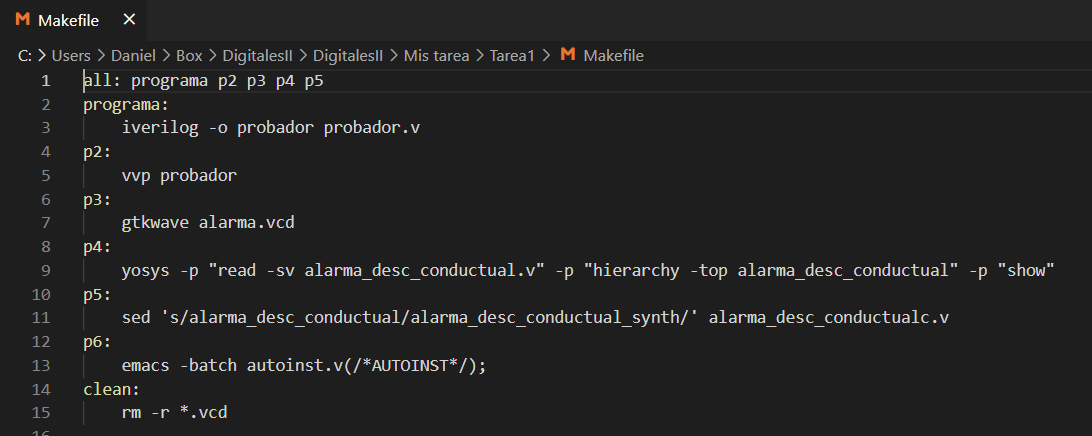 Makefile ×
C: > Users > Daniel > Box > DigitalesII > DigitalesII > Mis tarea > Tarea1 > Makefile
1 all: programa p2 p3 p4 p5
2 programa:
3 iverilog -o probador probador.v
4 p2:
5 vvp probador
6 p3:
7 gtkwave alarma.vcd
8 p4:
9 yosys -p "read -sv alarma_desc_conductual.v" -p "hierarchy -top alarma_desc_conductual" -p "show"
10 p5:
11 sed 's/alarma_desc_conductual/alarma_desc_conductual_synth/' alarma_desc_conductualc.v
12 p6:
13 emacs -batch autoinst.v(/*AUTOINST*/);
14 clean:
15 rm -r *.vcd
16